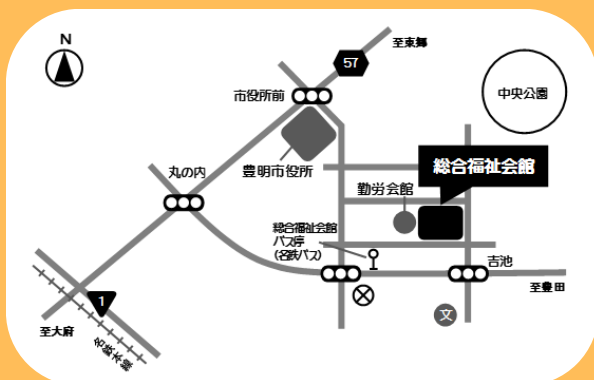 N
至東郷
57
市役所前
中央公園
丸の内
豊明市役所
総合福祉会館
勤労会館
総合福祉会館
バス停
(名鉄バス)
吉池
至豊田
1
文
至大府
名鉄本線